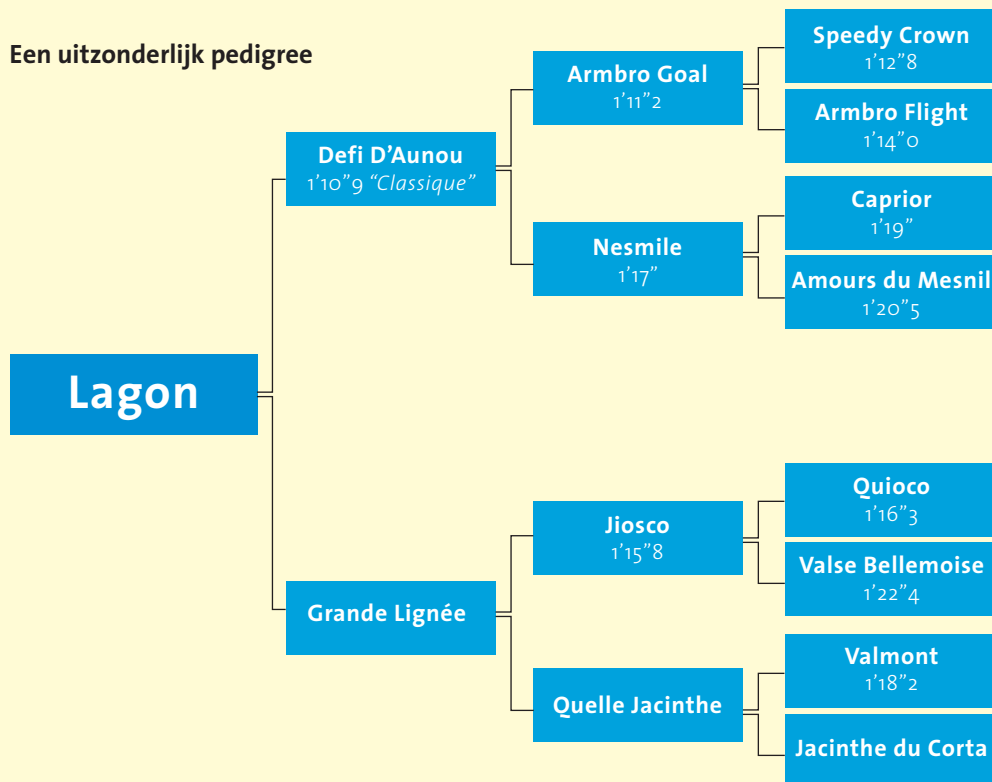 Een uitzonderlijk pedigree
Lagon
Defi D’Aunou
1’10”9 “Classique”
Grande Lignée
Armbro Goal
1’11”2
Nesmile
1’17”
Jiosco
1’15”8
Quelle Jacinthe
Speedy Crown
1’12”8
Armbro Flight
1’14”0
Caprior
1’19”
Amours du Mesnil
1’20”5
Quioco
1’16”3
Valse Bellemoise
1’22”4
Valmont
1’18”2
Jacinthe du Corta